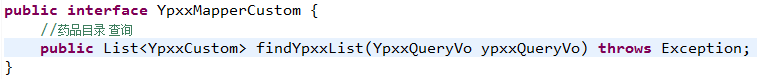 public interface YpxxMapperCustom {
    //药品目录 查询
    public List<YpxxCustom> findYpxxList(YpxxQueryVo ypxxQueryVo) throws Exception;
}